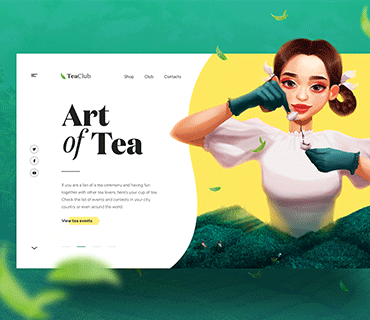 TeaClub
Shop Club Contacts
Art
of Tea
If you are a fan of a tea ceremony and having fun
together with other tea lovers, here's your cup of tea.
Check the list of events and contests in your city,
country or even around the world.
View tea events